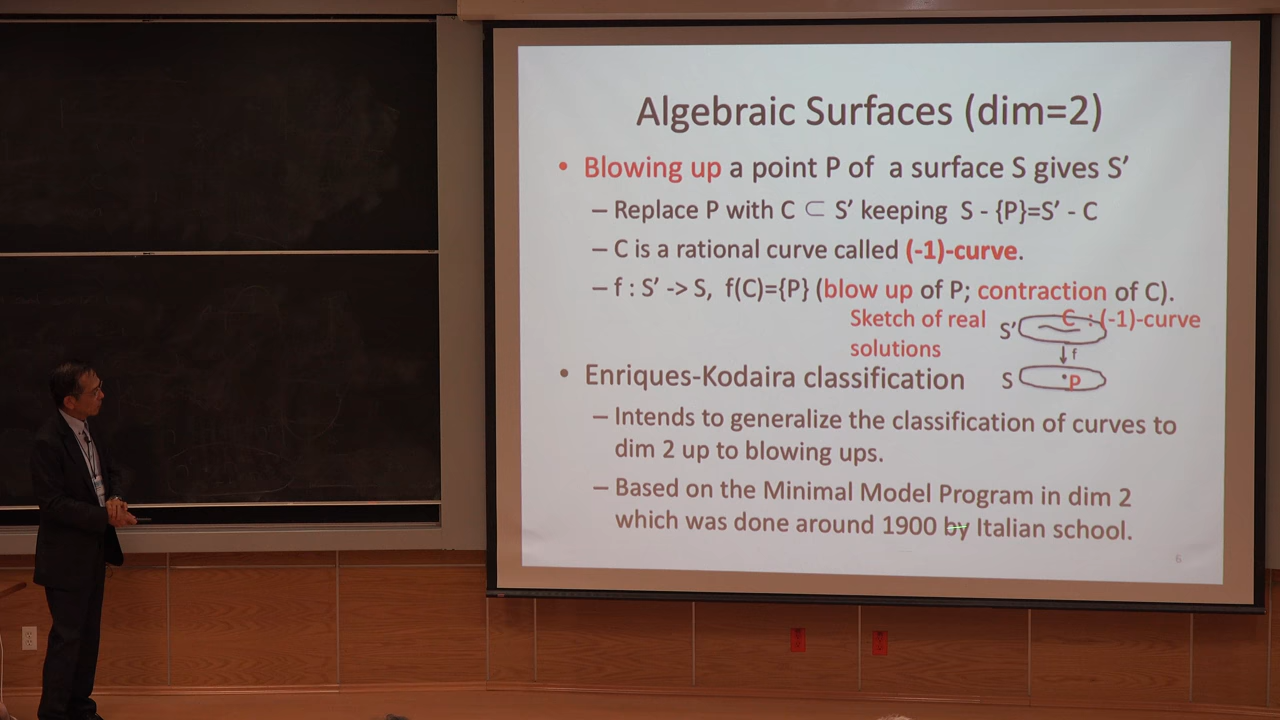 Algebraic Surfaces (dim=2)
• Blowing up a point P of a surface S gives S′
– Replace P with C ⊂ S′ keeping S - {P}=S′ - C
– C is a rational curve called (-1)-curve.
– f : S′ -> S, f(C)={P} (blow up of P; contraction of C).
Sketch of real
solutions
S′ C : (-1)-curve
f
S P
• Enriques-Kodaira classification
– Intends to generalize the classification of curves to
dim 2 up to blowing ups.
– Based on the Minimal Model Program in dim 2
which was done around 1900 by Italian school.
6